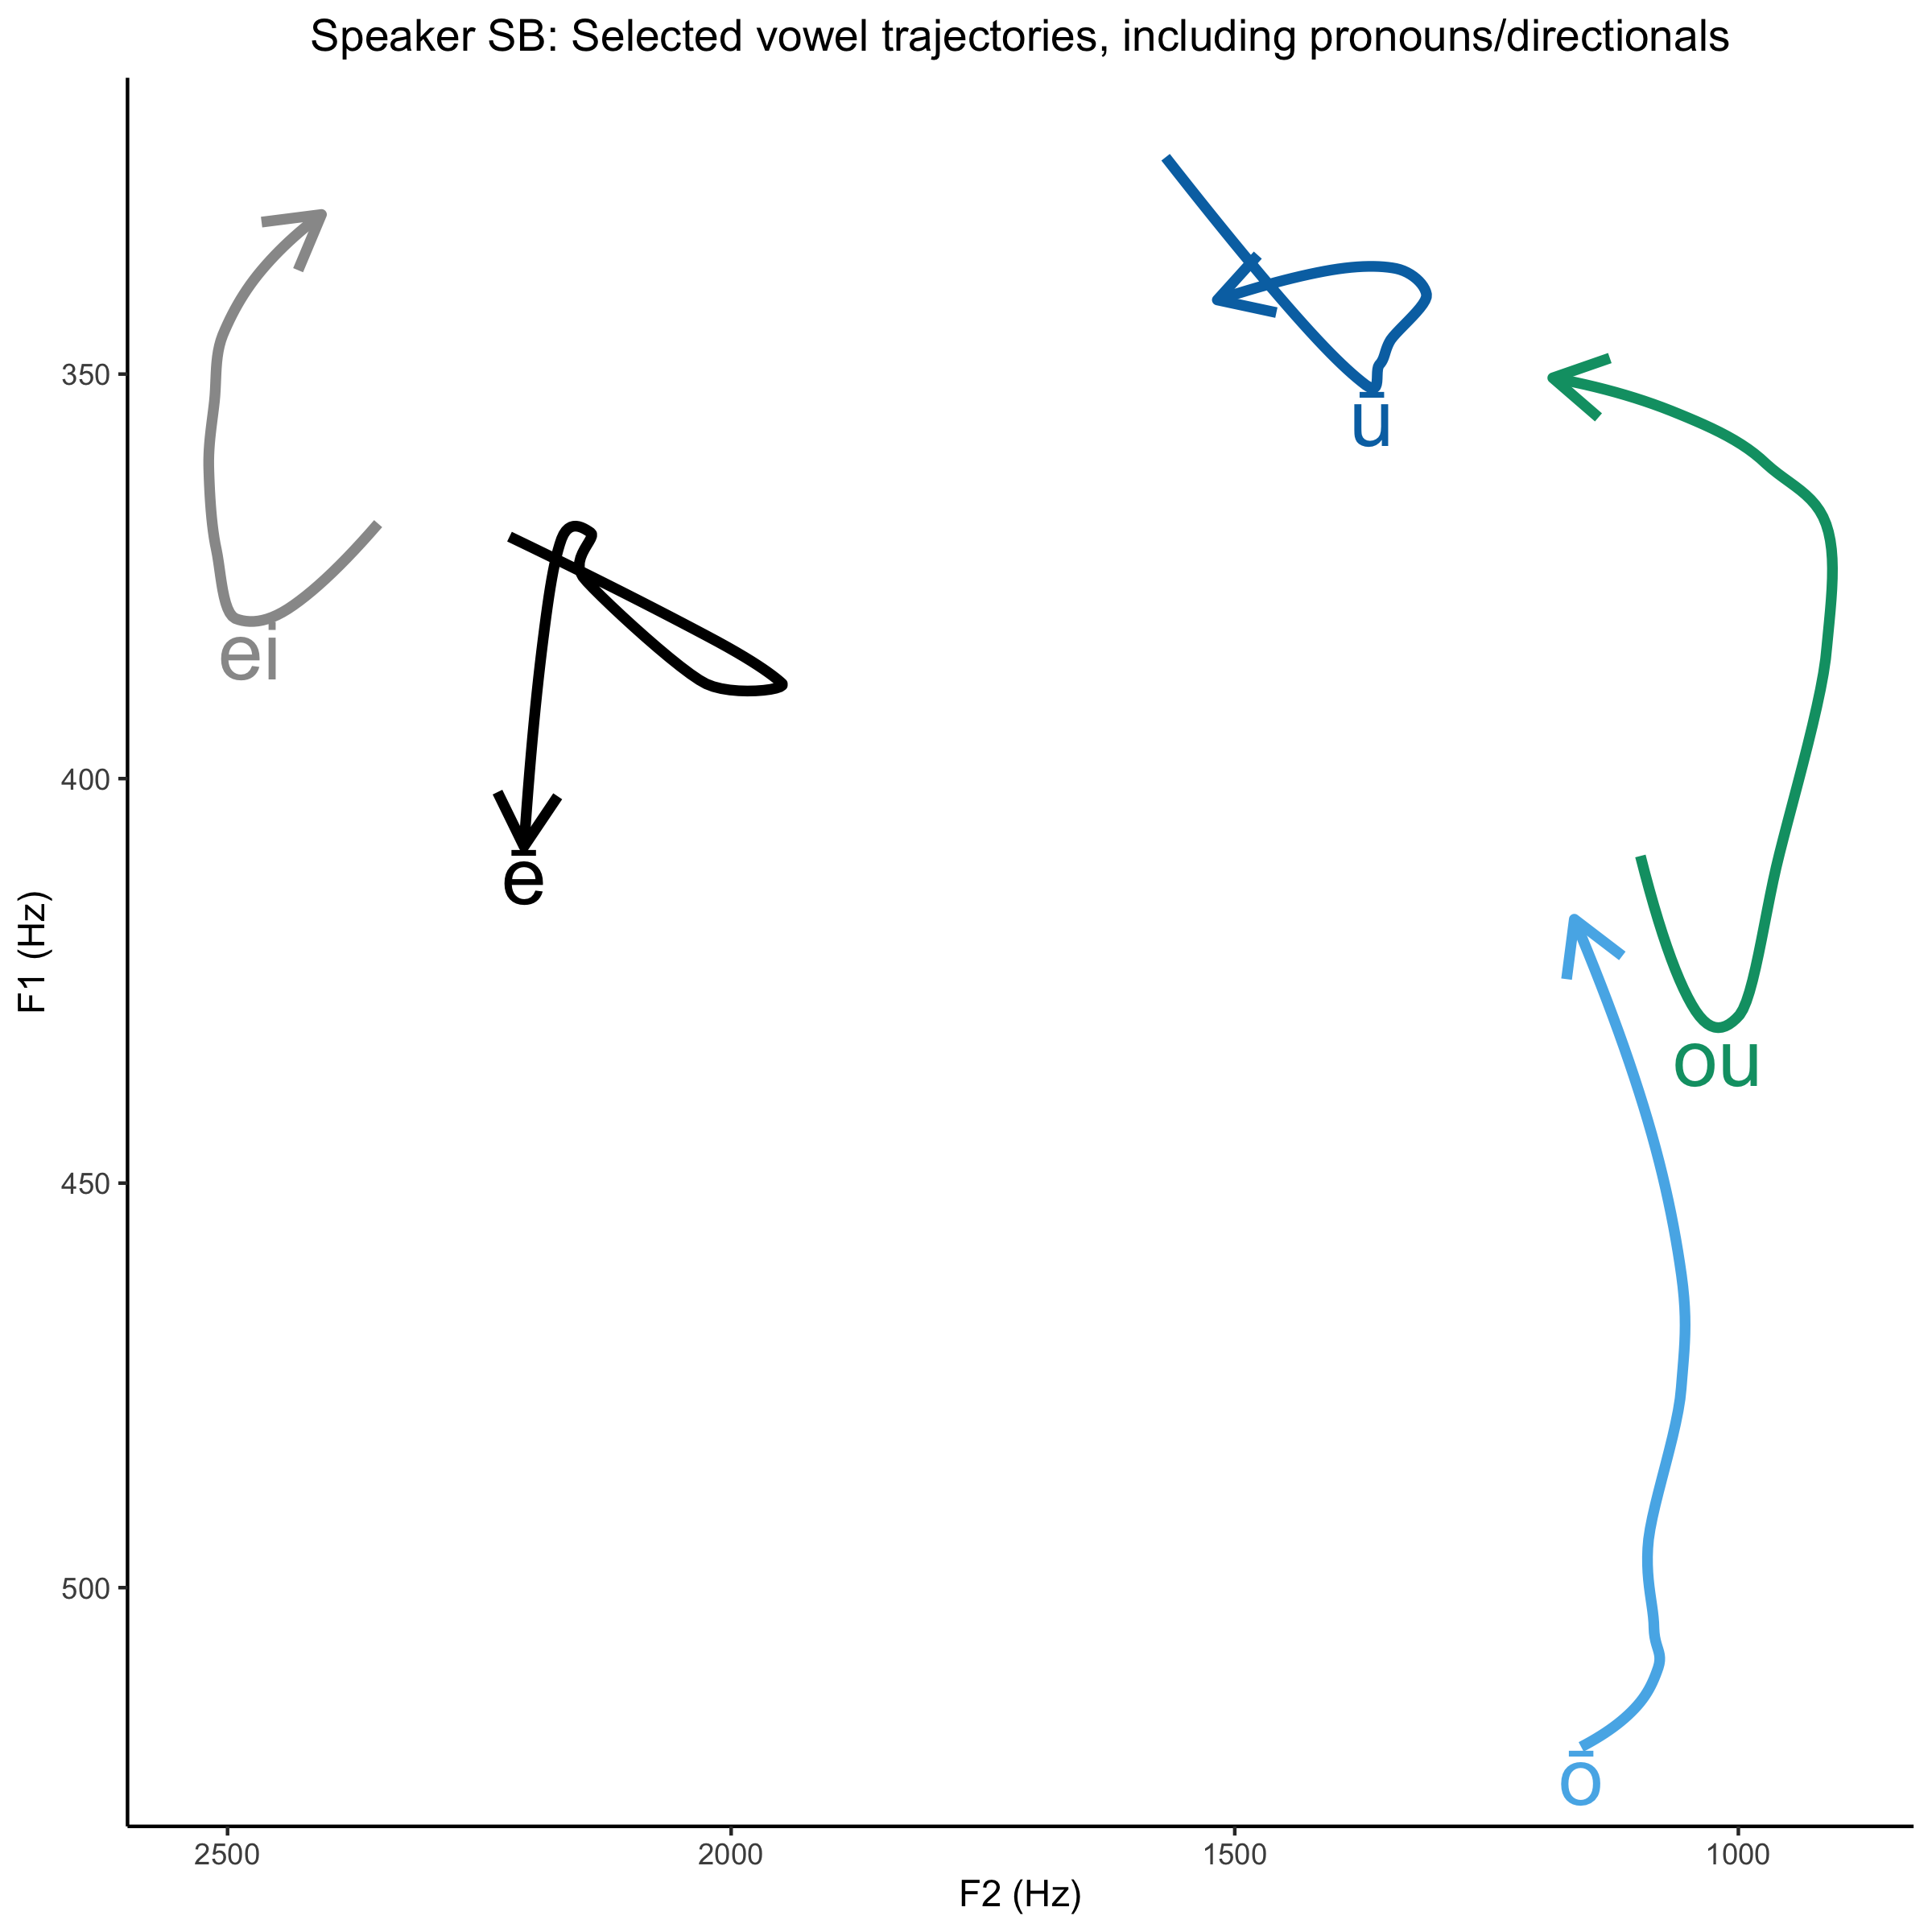 Speaker SB: Selected vowel trajectories, including pronouns/directionals
ū
350
ei
400
ē
F1 (Hz)
ou
450
500
ō
2500 2000 1500 1000
F2 (Hz)